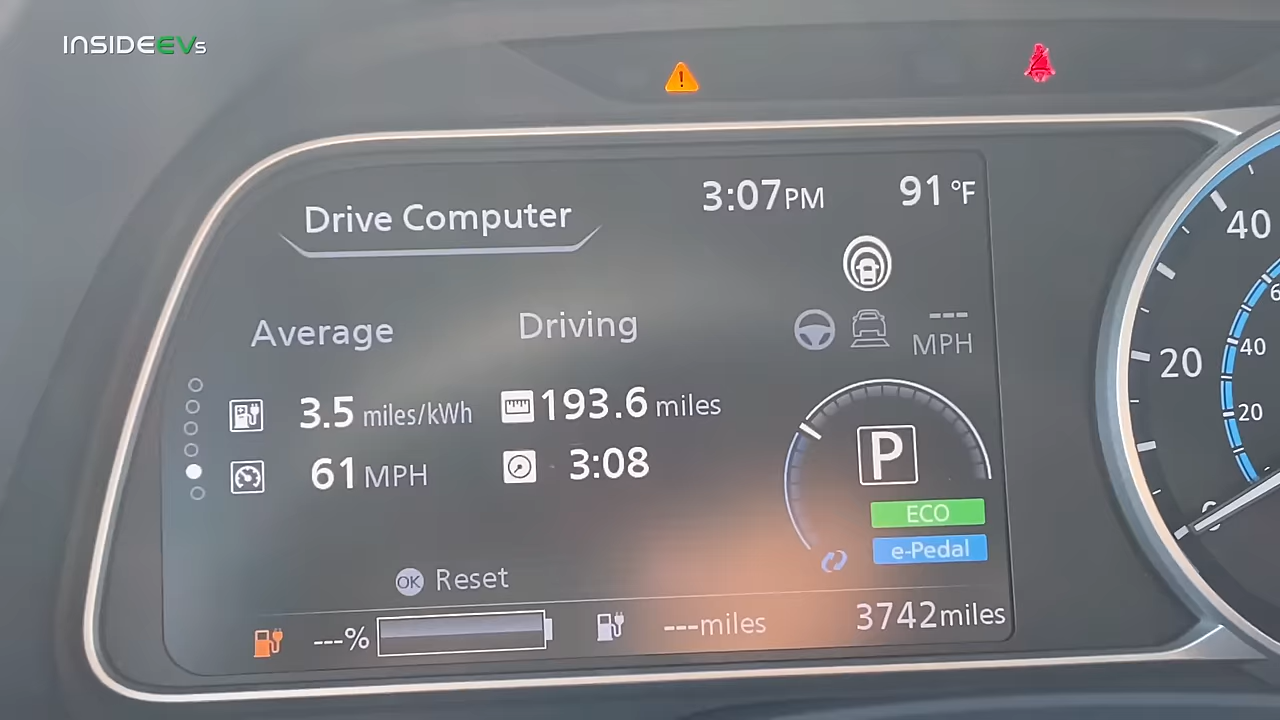 INSIDEEVs
Drive Computer
3:07PM
91 °F
Average
Driving
---
MPH
3.5 miles/kWh
193.6 miles
61 MPH
3:08
P
ECO
e-Pedal
OK Reset
---%
---miles
3742miles
40
20
0
60
40
20